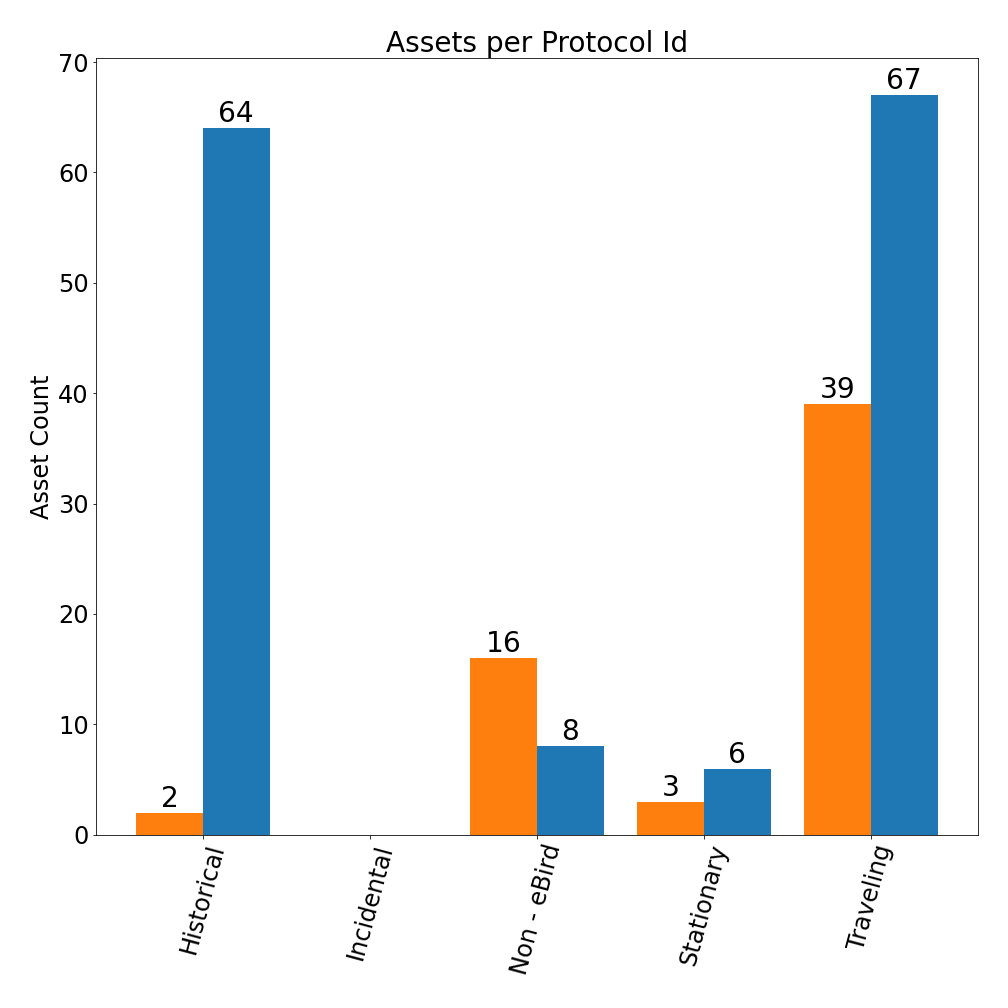 Assets per Protocol Id
70
60
50
40
30
20
10
0
Asset Count
2
64
16
8
3
6
39
67
Historical
Incidental
Non - eBird
Stationary
Traveling